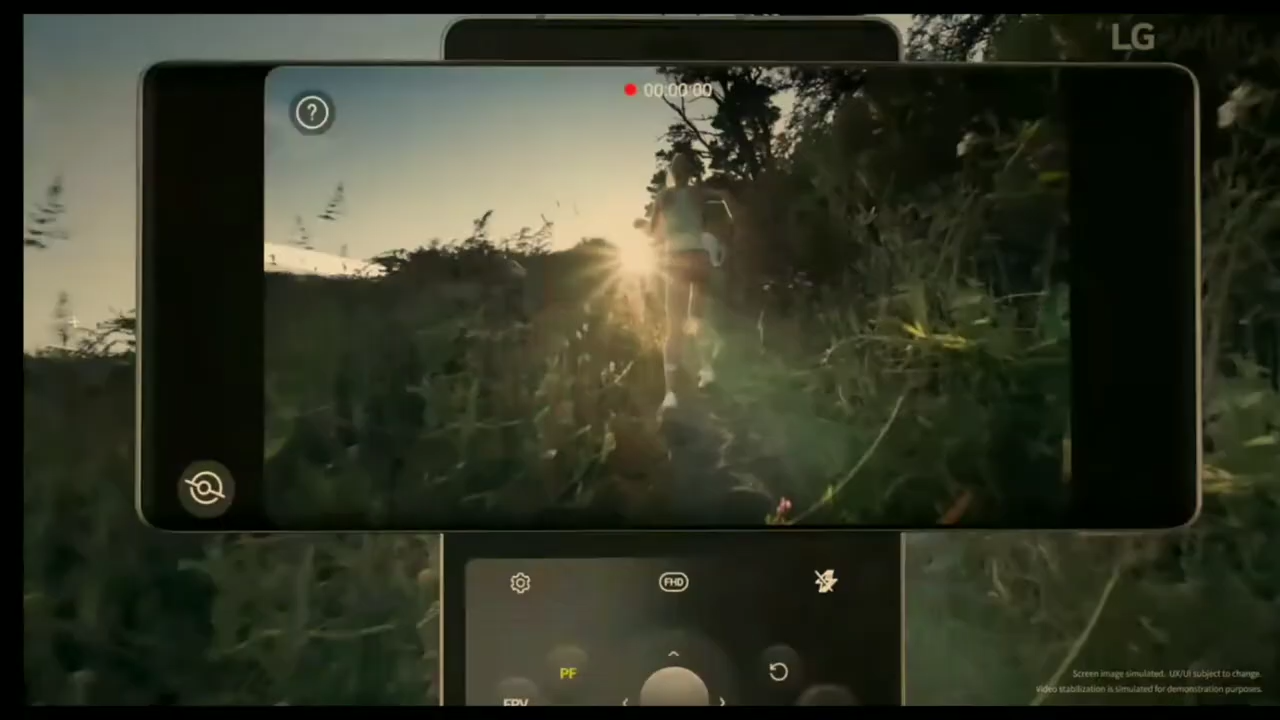 LG WING
?
00:00:00
FHD
PF
FPV
Screen image simulated. UX/UI subject to change.
Video stabilization is simulated for demonstration purposes.